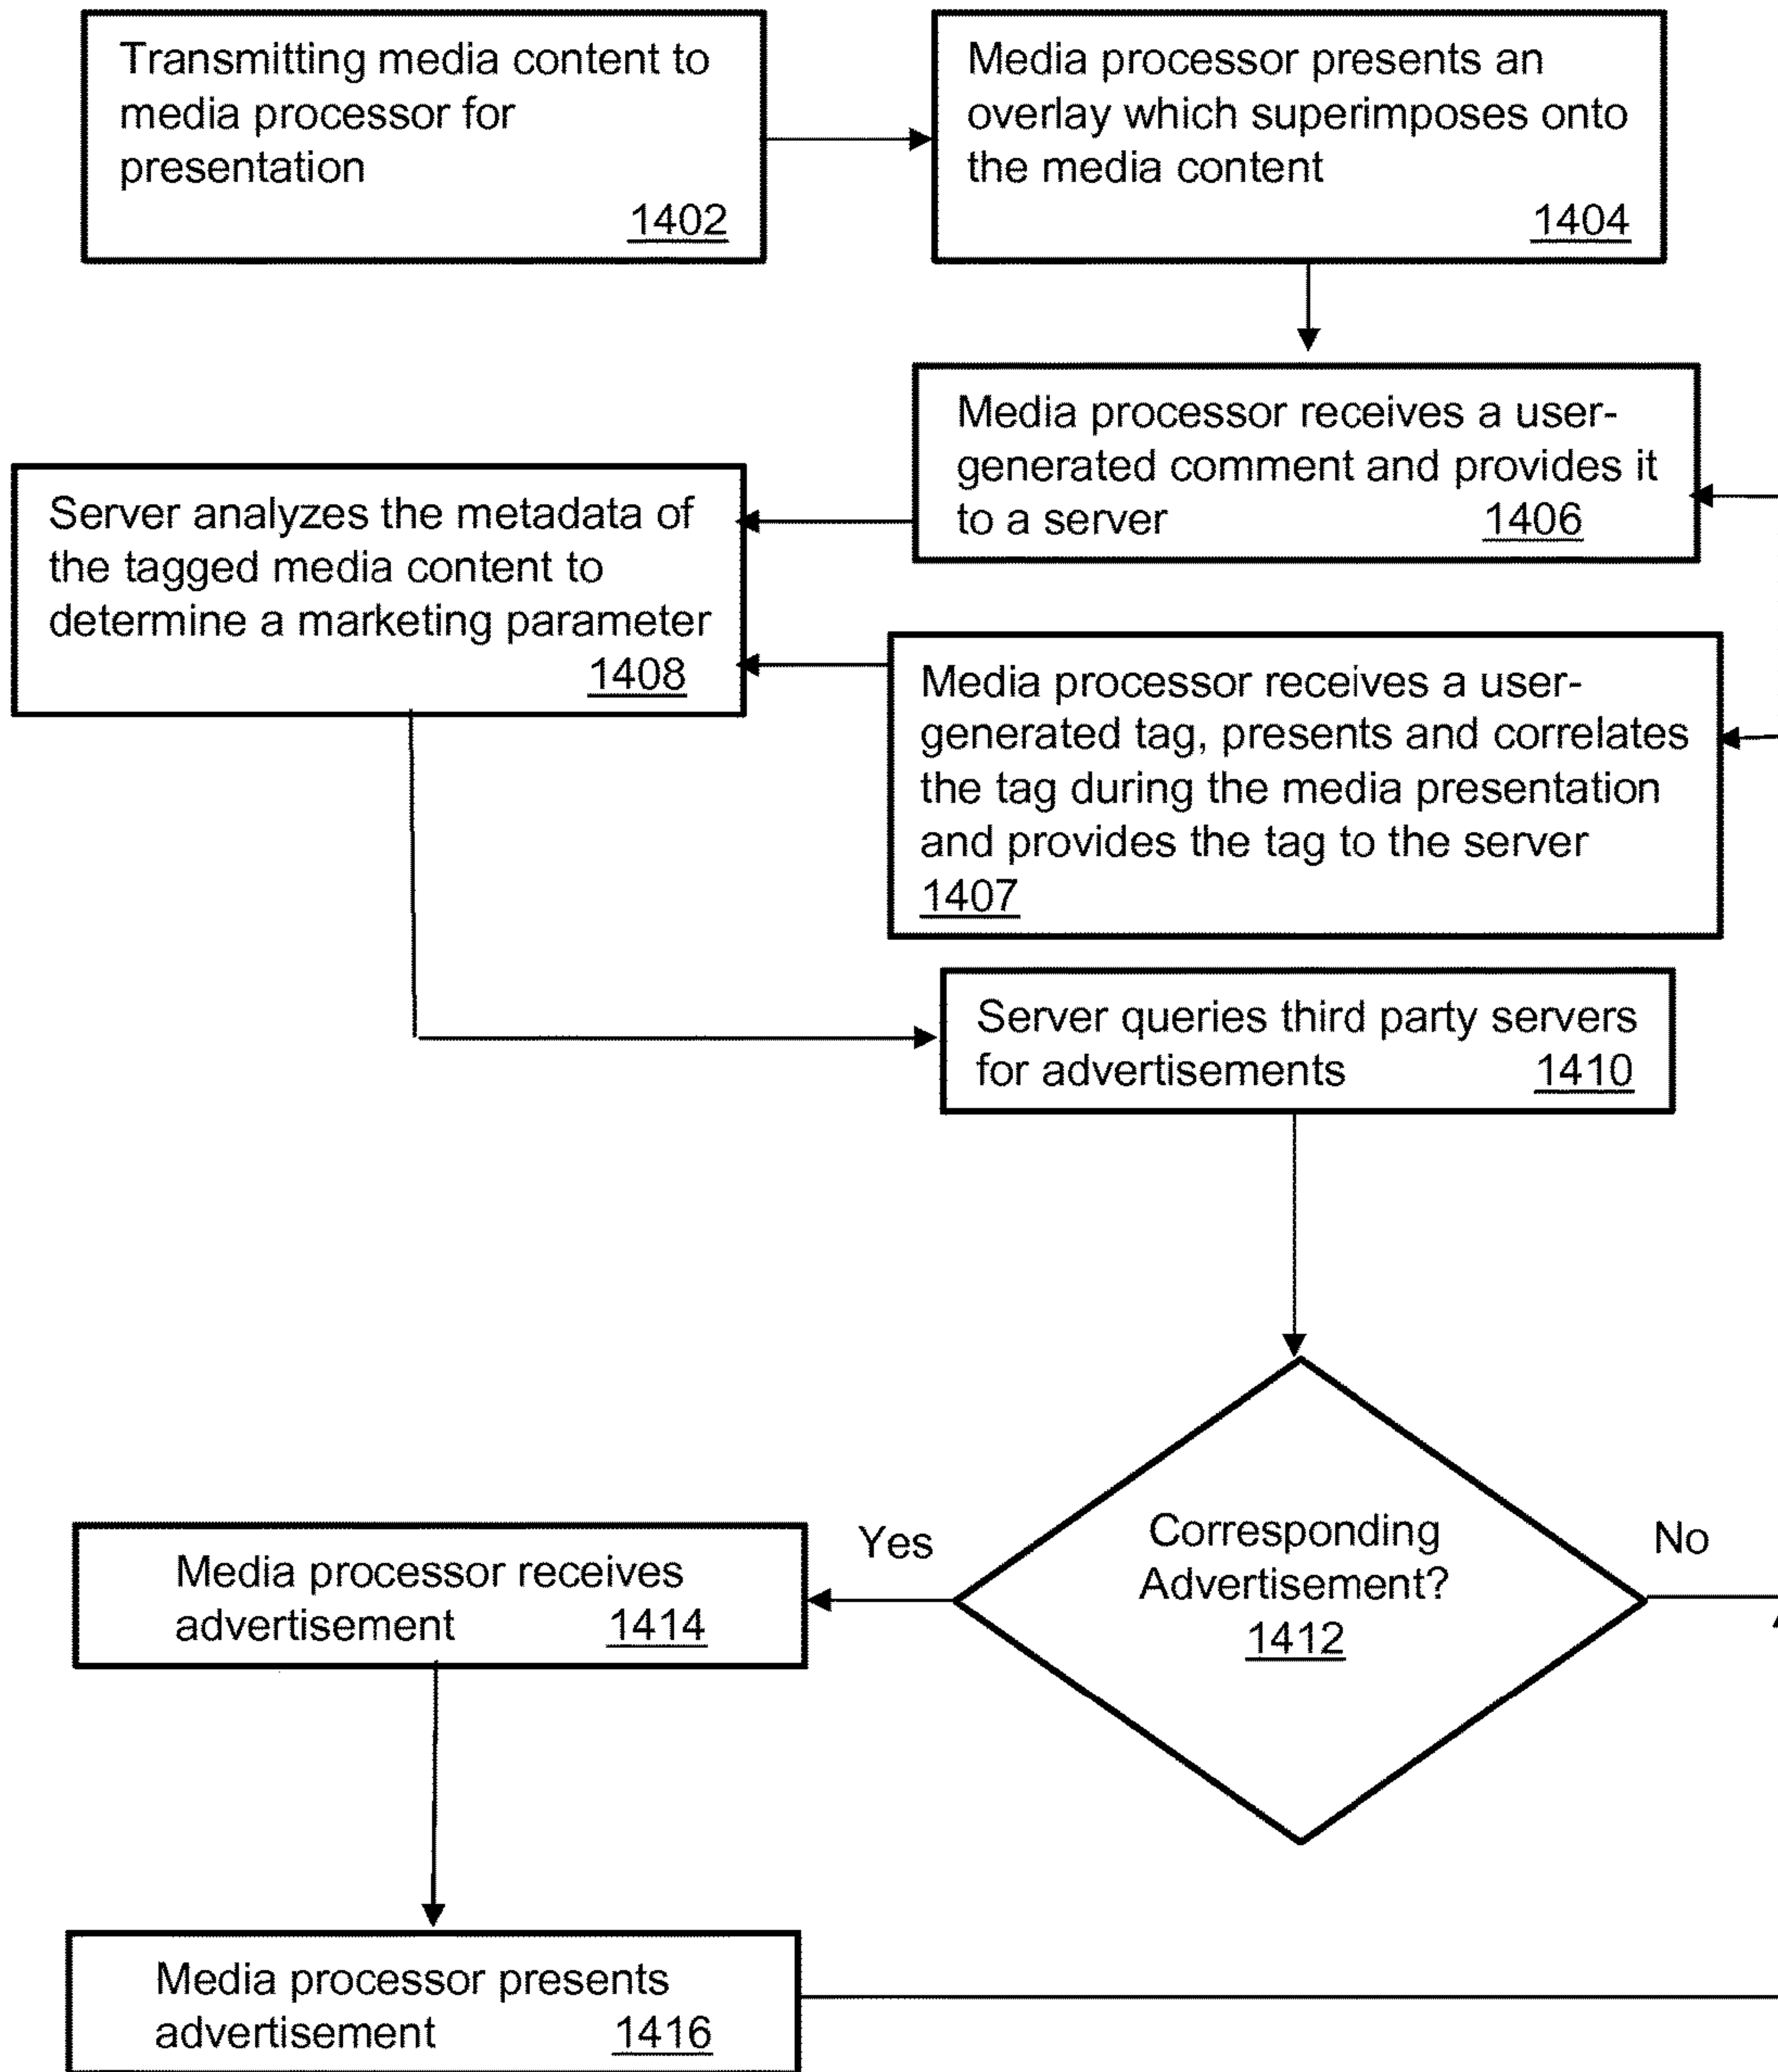 Transmitting media content to
media processor for
presentation
1402
Media processor presents an
overlay which superimposes onto
the media content
1404
Media processor receives a user-
generated comment and provides it
to a server 1406
Server analyzes the metadata of
the tagged media content to
determine a marketing parameter
1408
Media processor receives a user-
generated tag, presents and correlates
the tag during the media presentation
and provides the tag to the server
1407
Server queries third party servers
for advertisements 1410
Corresponding
Advertisement?
1412
Yes
No
Media processor receives
advertisement 1414
Media processor presents
advertisement 1416